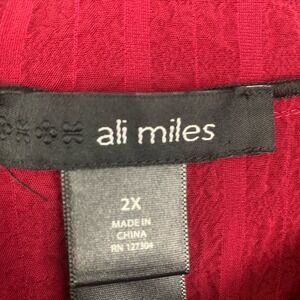 ali miles
2X
MADE IN
CHINA
RN 127304